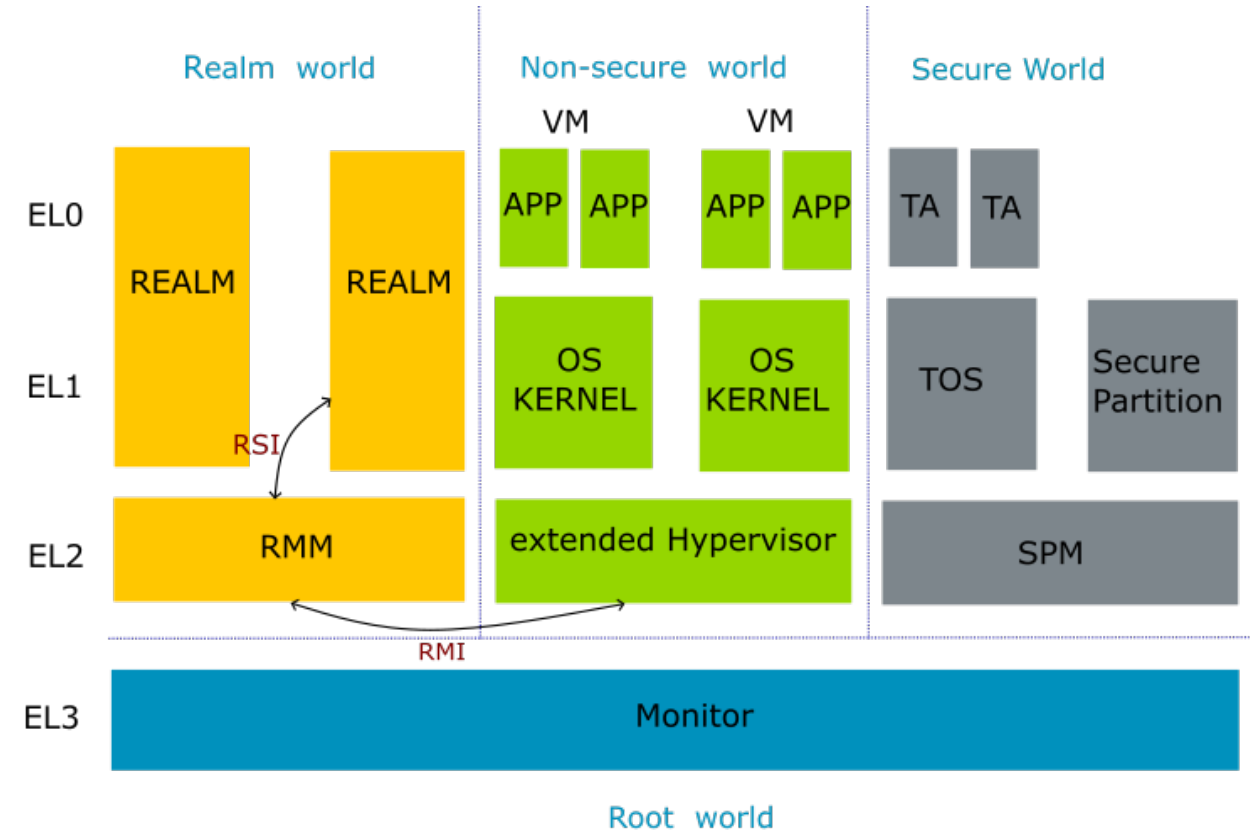 Realm world
Non-secure world
Secure World
VM
VM
EL0
REALM
REALM
APP
APP
APP
APP
TA
TA
EL1
OS
KERNEL
OS
KERNEL
TOS
Secure
Partition
RSI
EL2
RMM
extended Hypervisor
SPM
RMI
EL3
Monitor
Root world